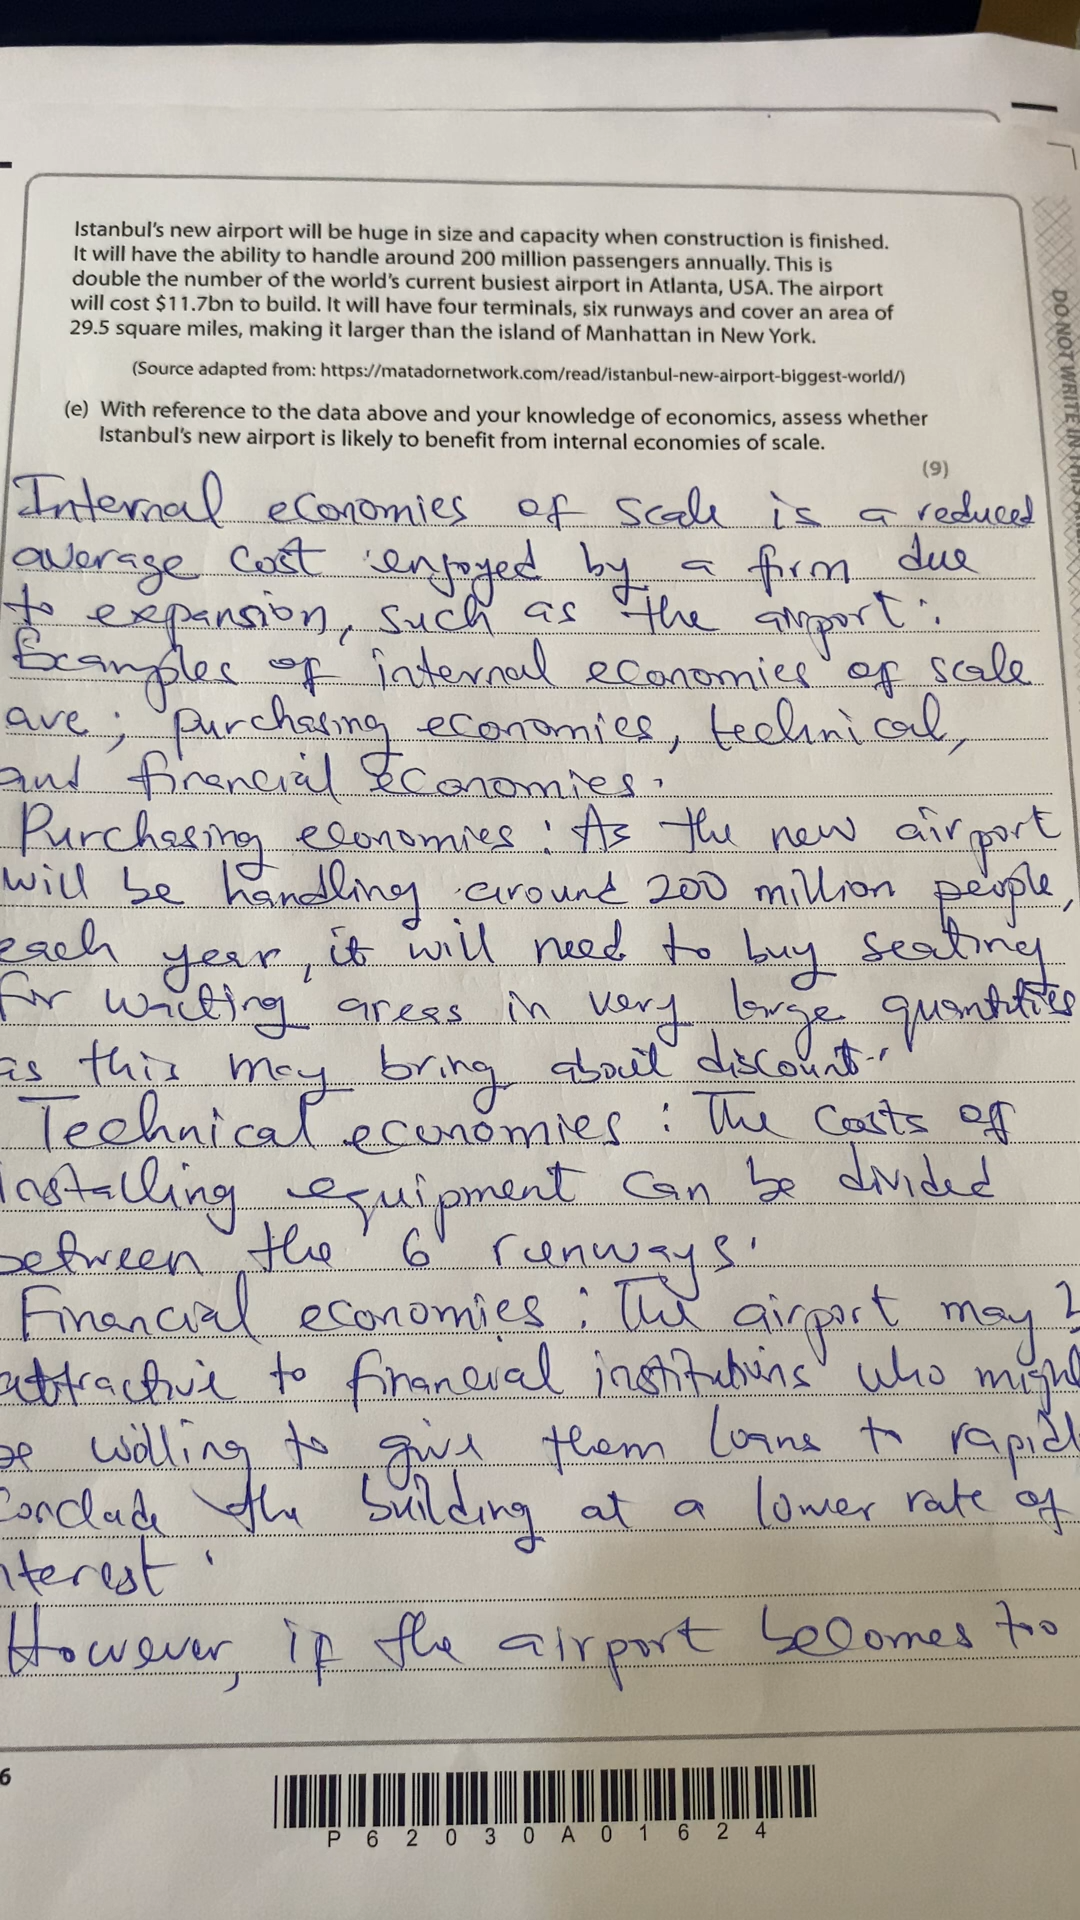 Istanbul's new airport will be huge in size and capacity when construction is finished.
It will have the ability to handle around 200 million passengers annually. This is
double the number of the world's current busiest airport in Atlanta, USA. The airport
will cost $11.7bn to build. It will have four terminals, six runways and cover an area of
29.5 square miles, making it larger than the island of Manhattan in New York.
(Source adapted from: https://matadornetwork.com/read/istanbul-new-airport-biggest-world/)
(e) With reference to the data above and your knowledge of economics, assess whether
Istanbul's new airport is likely to benefit from internal economies of scale.
(9)
Internal economies of scale is a reduced
average cost enjoyed by a firm due
to expansion, such as the airport.
Examples of internal economies of scale
are; purchasing economies, technical,
and financial economies.
Purchasing economies: As the new airport
will be handling around 200 million people,
each year, it will need to buy seating
for waiting areas in very large quantities
as this may bring about discount.
Technical economies: The costs of
installing equipment can be divided
between the 6 runways.
Financial economies: The airport may b
attractive to financial institutions who might
be willing to give them loans to rapid
conclude the building at a lower rate of
nterest.
However, if the airport becomes too
6
P 6 2 0 3 0 A 0 1 6 2 4
DO NOT WRITE IN THIS